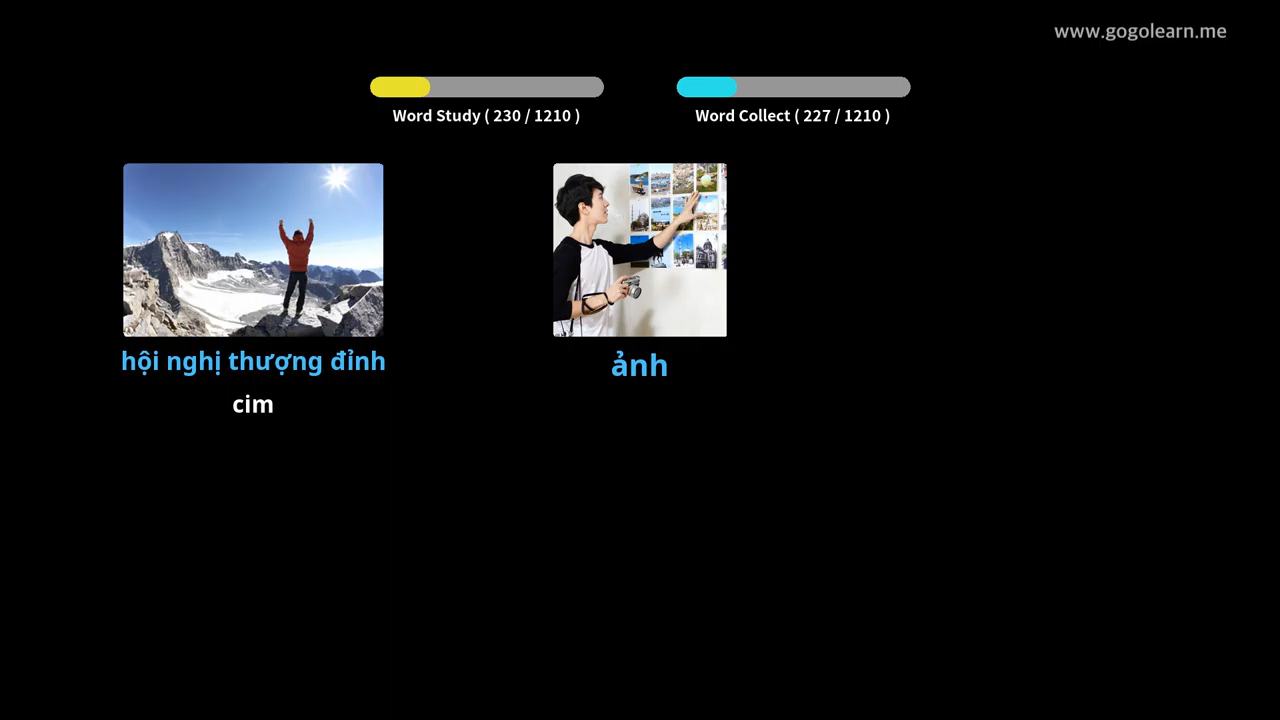 www.gogolearn.me
Word Study ( 230 / 1210 )
Word Collect ( 227 / 1210 )
hội nghị thượng đỉnh
cim
ảnh